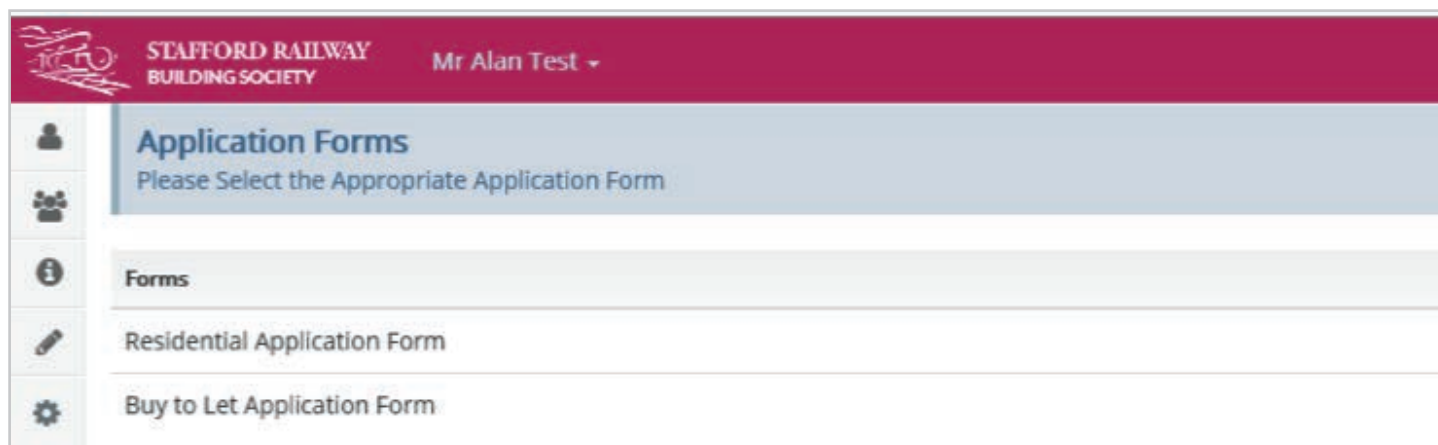 STAFFORD RAILWAY
BUILDING SOCIETY
Mr Alan Test
Application Forms
Please Select the Appropriate Application Form
Forms
Residential Application Form
Buy to Let Application Form